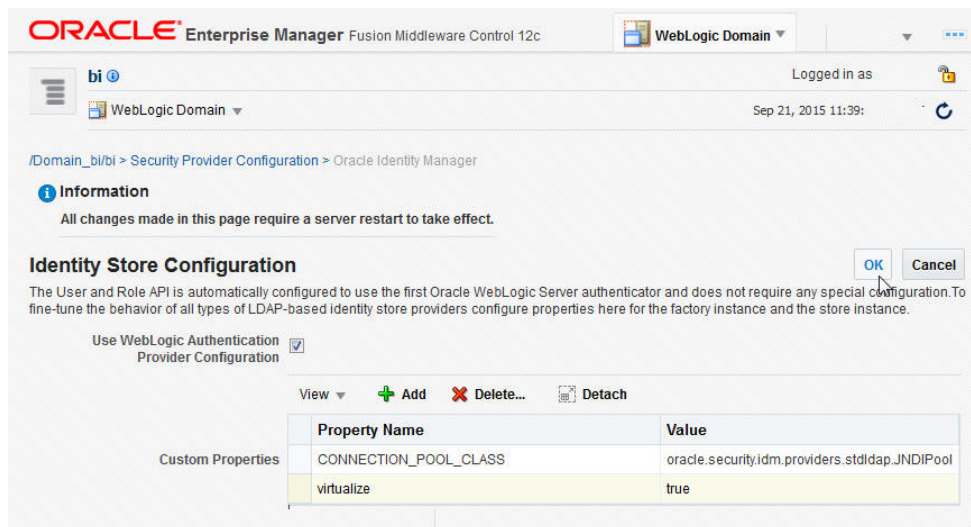 ORACLE Enterprise Manager Fusion Middleware Control 12c
WebLogic Domain
bi
Logged in as
WebLogic Domain
Sep 21, 2015 11:39:
/Domain_bi/bi > Security Provider Configuration > Oracle Identity Manager
Information
All changes made in this page require a server restart to take effect.
Identity Store Configuration
OK
Cancel
The User and Role API is automatically configured to use the first Oracle WebLogic Server authenticator and does not require any special configuration.To
fine-tune the behavior of all types of LDAP-based identity store providers configure properties here for the factory instance and the store instance.
Use WebLogic Authentication
Provider Configuration
View
Add
Delete...
Detach
Property Name
Value
Custom Properties
CONNECTION_POOL_CLASS
oracle.security.idm.providers.stdldap.JNDIPool
virtualize
true